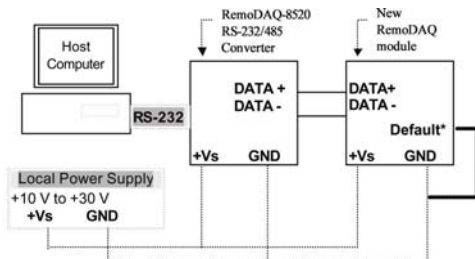 RemoDAQ-8520
RS-232/485
Converter
New
RemoDAQ
module
Host
Computer
DATA +
DATA -
DATA+
DATA -
RS-232
Default*
+Vs GND
+Vs GND
Local Power Supply
+10 V to +30 V
+Vs GND